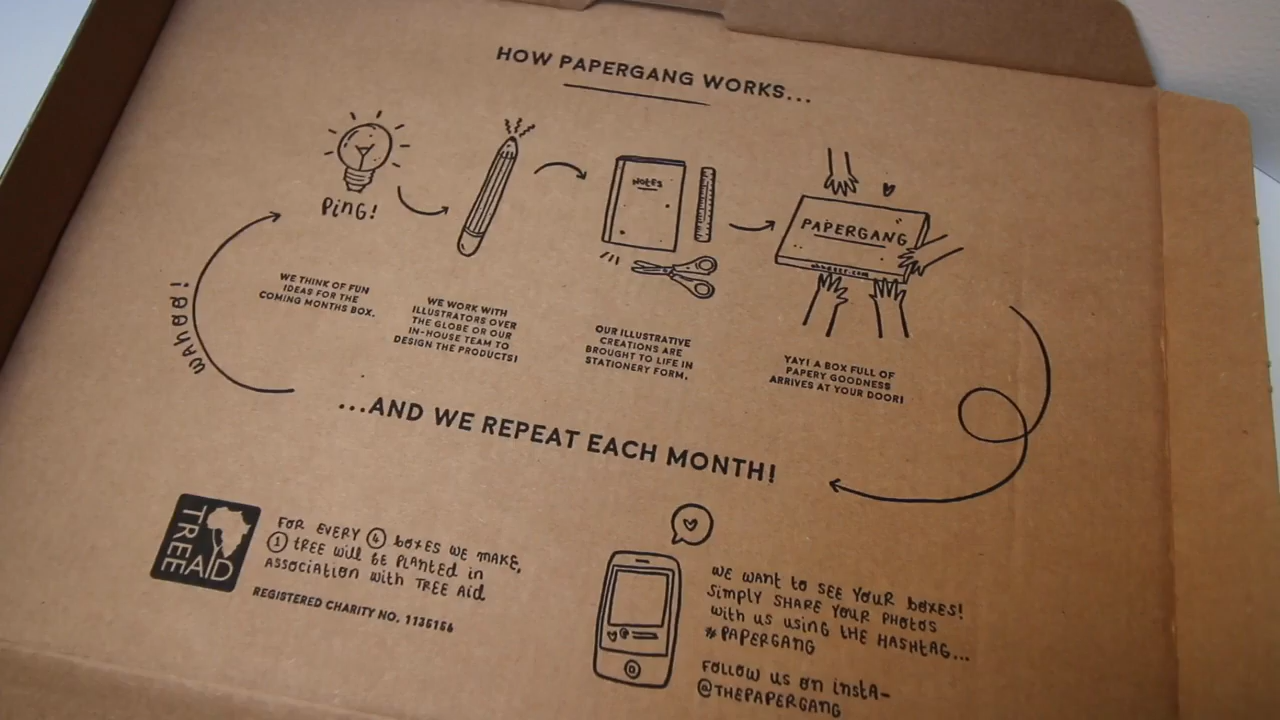 HOW PAPERGANG WORKS...
Ping!
NOTES
PAPERGANG
ohhdeer.com
WE THINK OF FUN
IDEAS FOR THE
COMING MONTHS BOX.
WE WORK WITH
ILLUSTRATORS OVER
THE GLOBE OR OUR
IN-HOUSE TEAM TO
DESIGN THE PRODUCTS!
OUR ILLUSTRATIVE
CREATIONS ARE
BROUGHT TO LIFE IN
STATIONERY FORM.
YAY! A BOX FULL OF
PAPERY GOODNESS
ARRIVES AT YOUR DOOR!
WAHOO!
...AND WE REPEAT EACH MONTH!
TREE
AID
FOR EVERY 4 BOXES WE MAKE,
1 TREE WILL BE PLANTED in
ASSOCIATION WITH TREE Aid
REGISTERED CHARITY NO. 1135156
WE WANT to SEE YOUR BOXES!
Simply SHARE YOUR PHOTOS
with us using THE HASHTAG...
#PAPERGANG
FOLLOW us on instA-
@THEPAPERGANG